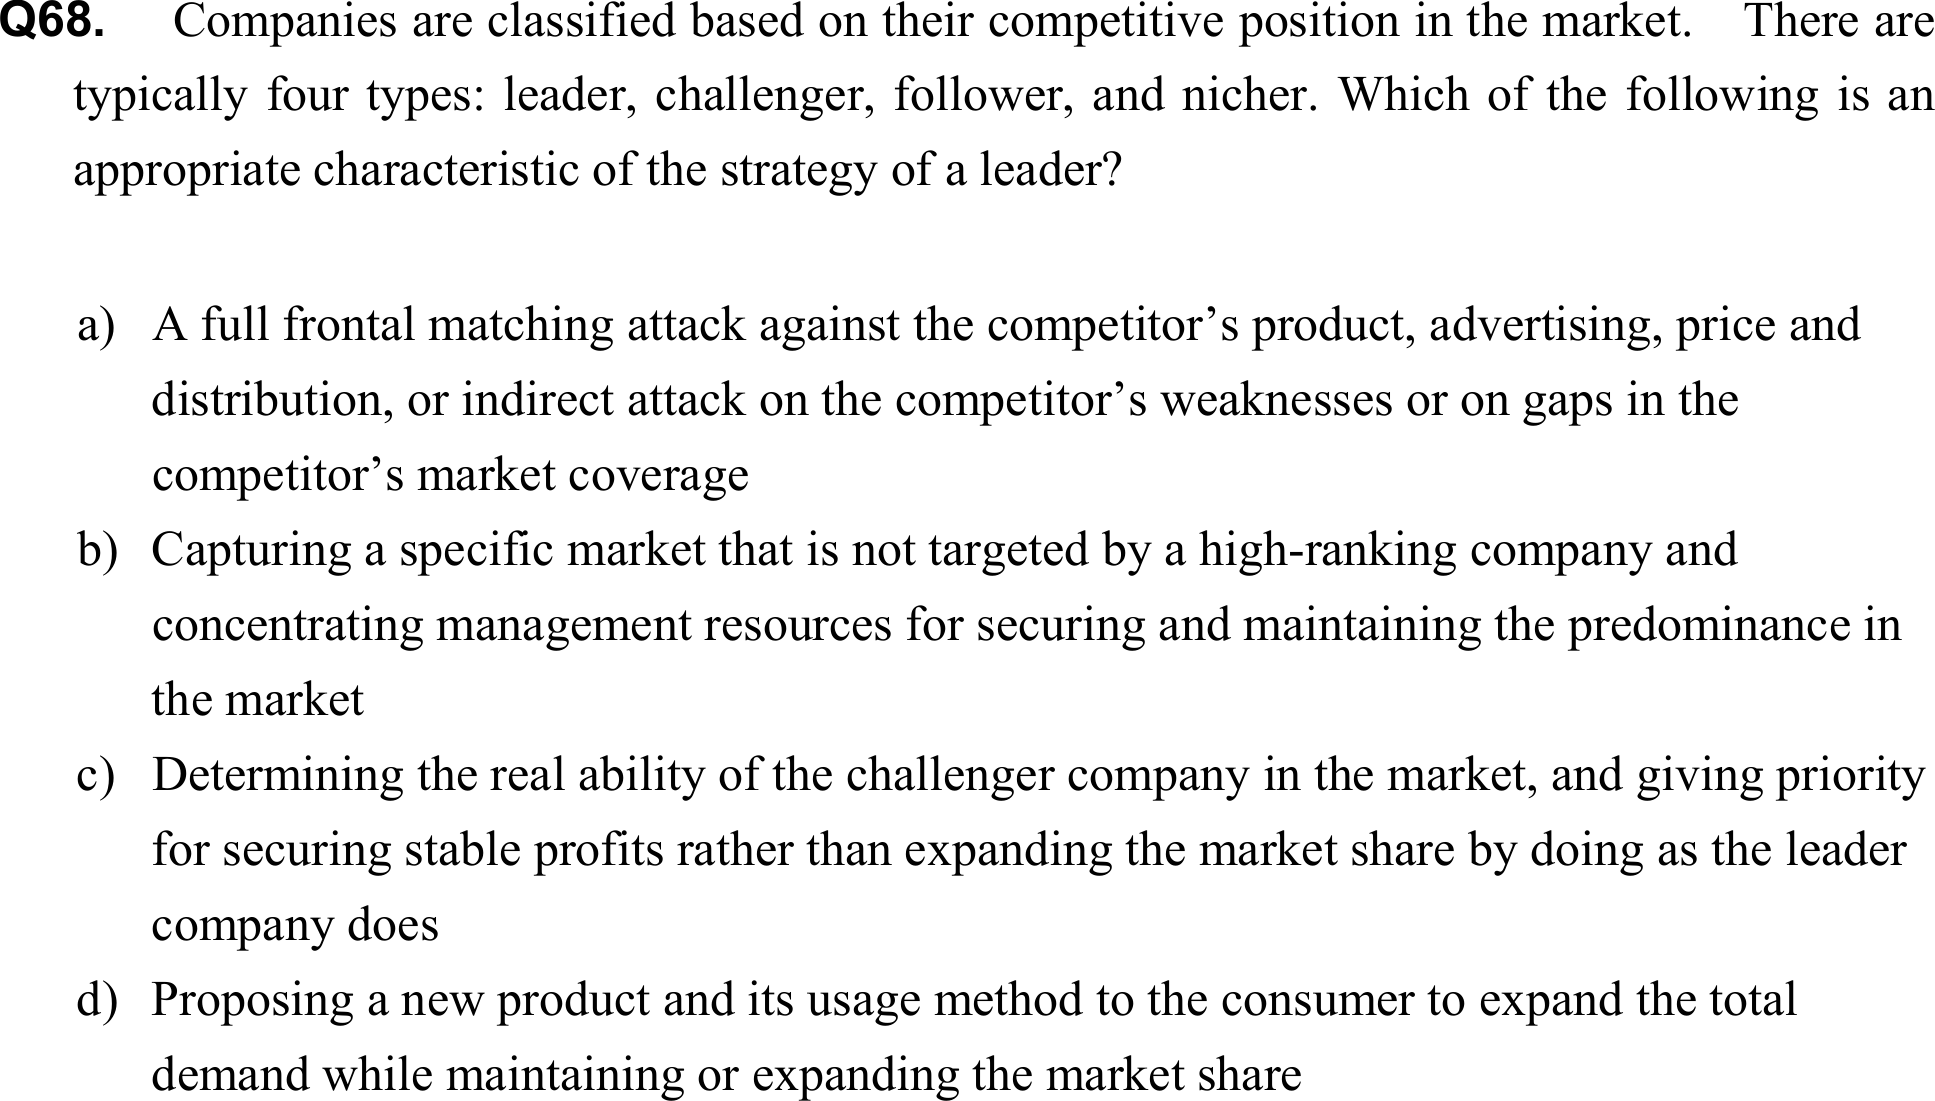 Q68. Companies are classified based on their competitive position in the market. There are
typically four types: leader, challenger, follower, and nicher. Which of the following is an
appropriate characteristic of the strategy of a leader?
a) A full frontal matching attack against the competitor’s product, advertising, price and
distribution, or indirect attack on the competitor’s weaknesses or on gaps in the
competitor’s market coverage
b) Capturing a specific market that is not targeted by a high-ranking company and
concentrating management resources for securing and maintaining the predominance in
the market
c) Determining the real ability of the challenger company in the market, and giving priority
for securing stable profits rather than expanding the market share by doing as the leader
company does
d) Proposing a new product and its usage method to the consumer to expand the total
demand while maintaining or expanding the market share